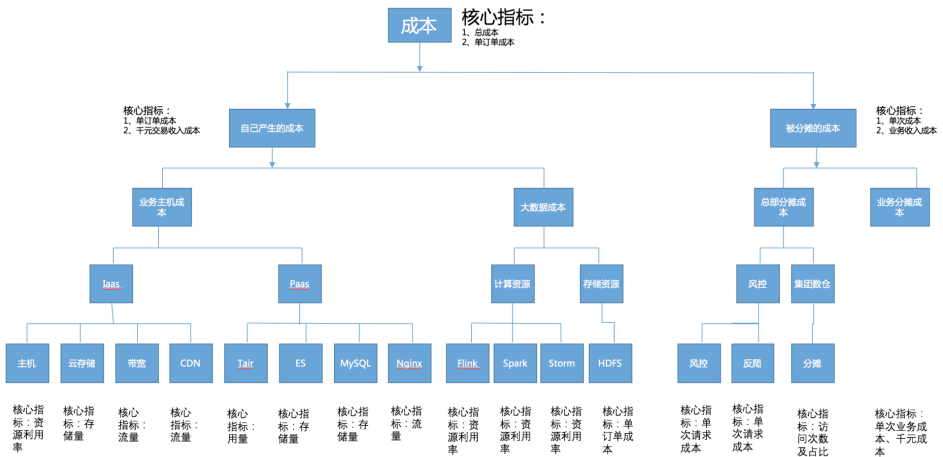 成本
核心指标：
1、总成本
2、单订单成本
核心指标：
1、单订单成本
2、千元交易收入成本
自己产生的成本
被分摊的成本
核心指标：
1、单次成本
2、业务收入成本
业务主机成
本
大数据成本
总部分摊成
本
业务分摊成
本
Iaas
Paas
计算资源
存储资源
风控
集团数仓
主机
云存储
带宽
CDN
Tair
ES
MySQL
Nginx
Flink
Spark
Storm
HDFS
风控
反爬
分摊
核心指
标：资
源利用
率
核心指
标：存
储量
核心
指标：
流量
核心
指标：
流量
核心
指标：
用量
核心指
标：存
储量
核心指
标：存
储量
核心指
标：流
量
核心指
标：资
源利用
率
核心指
标：资
源利用
率
核心指
标：资
源利用
率
核心指
标：单
订单成
本
核心指
标：单
次请求
成本
核心指
标：单
次请求
成本
核心指
标：访
问次数
及占比
核心指标：
单次业务成
本、千元成
本